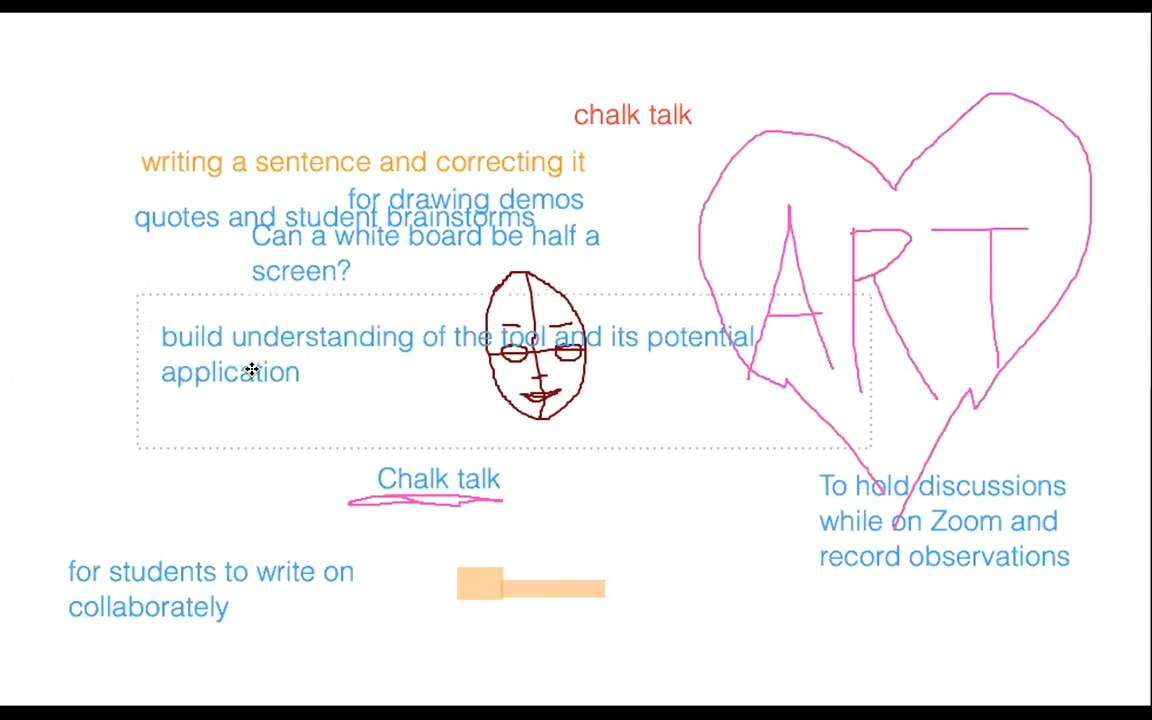 chalk talk
writing a sentence and correcting it
for drawing demos
quotes and student brainstorms
Can a white board be half a
screen?
build understanding of the tool and its potential
application
ART
Chalk talk
To hold discussions
while on Zoom and
record observations
for students to write on
collaborately